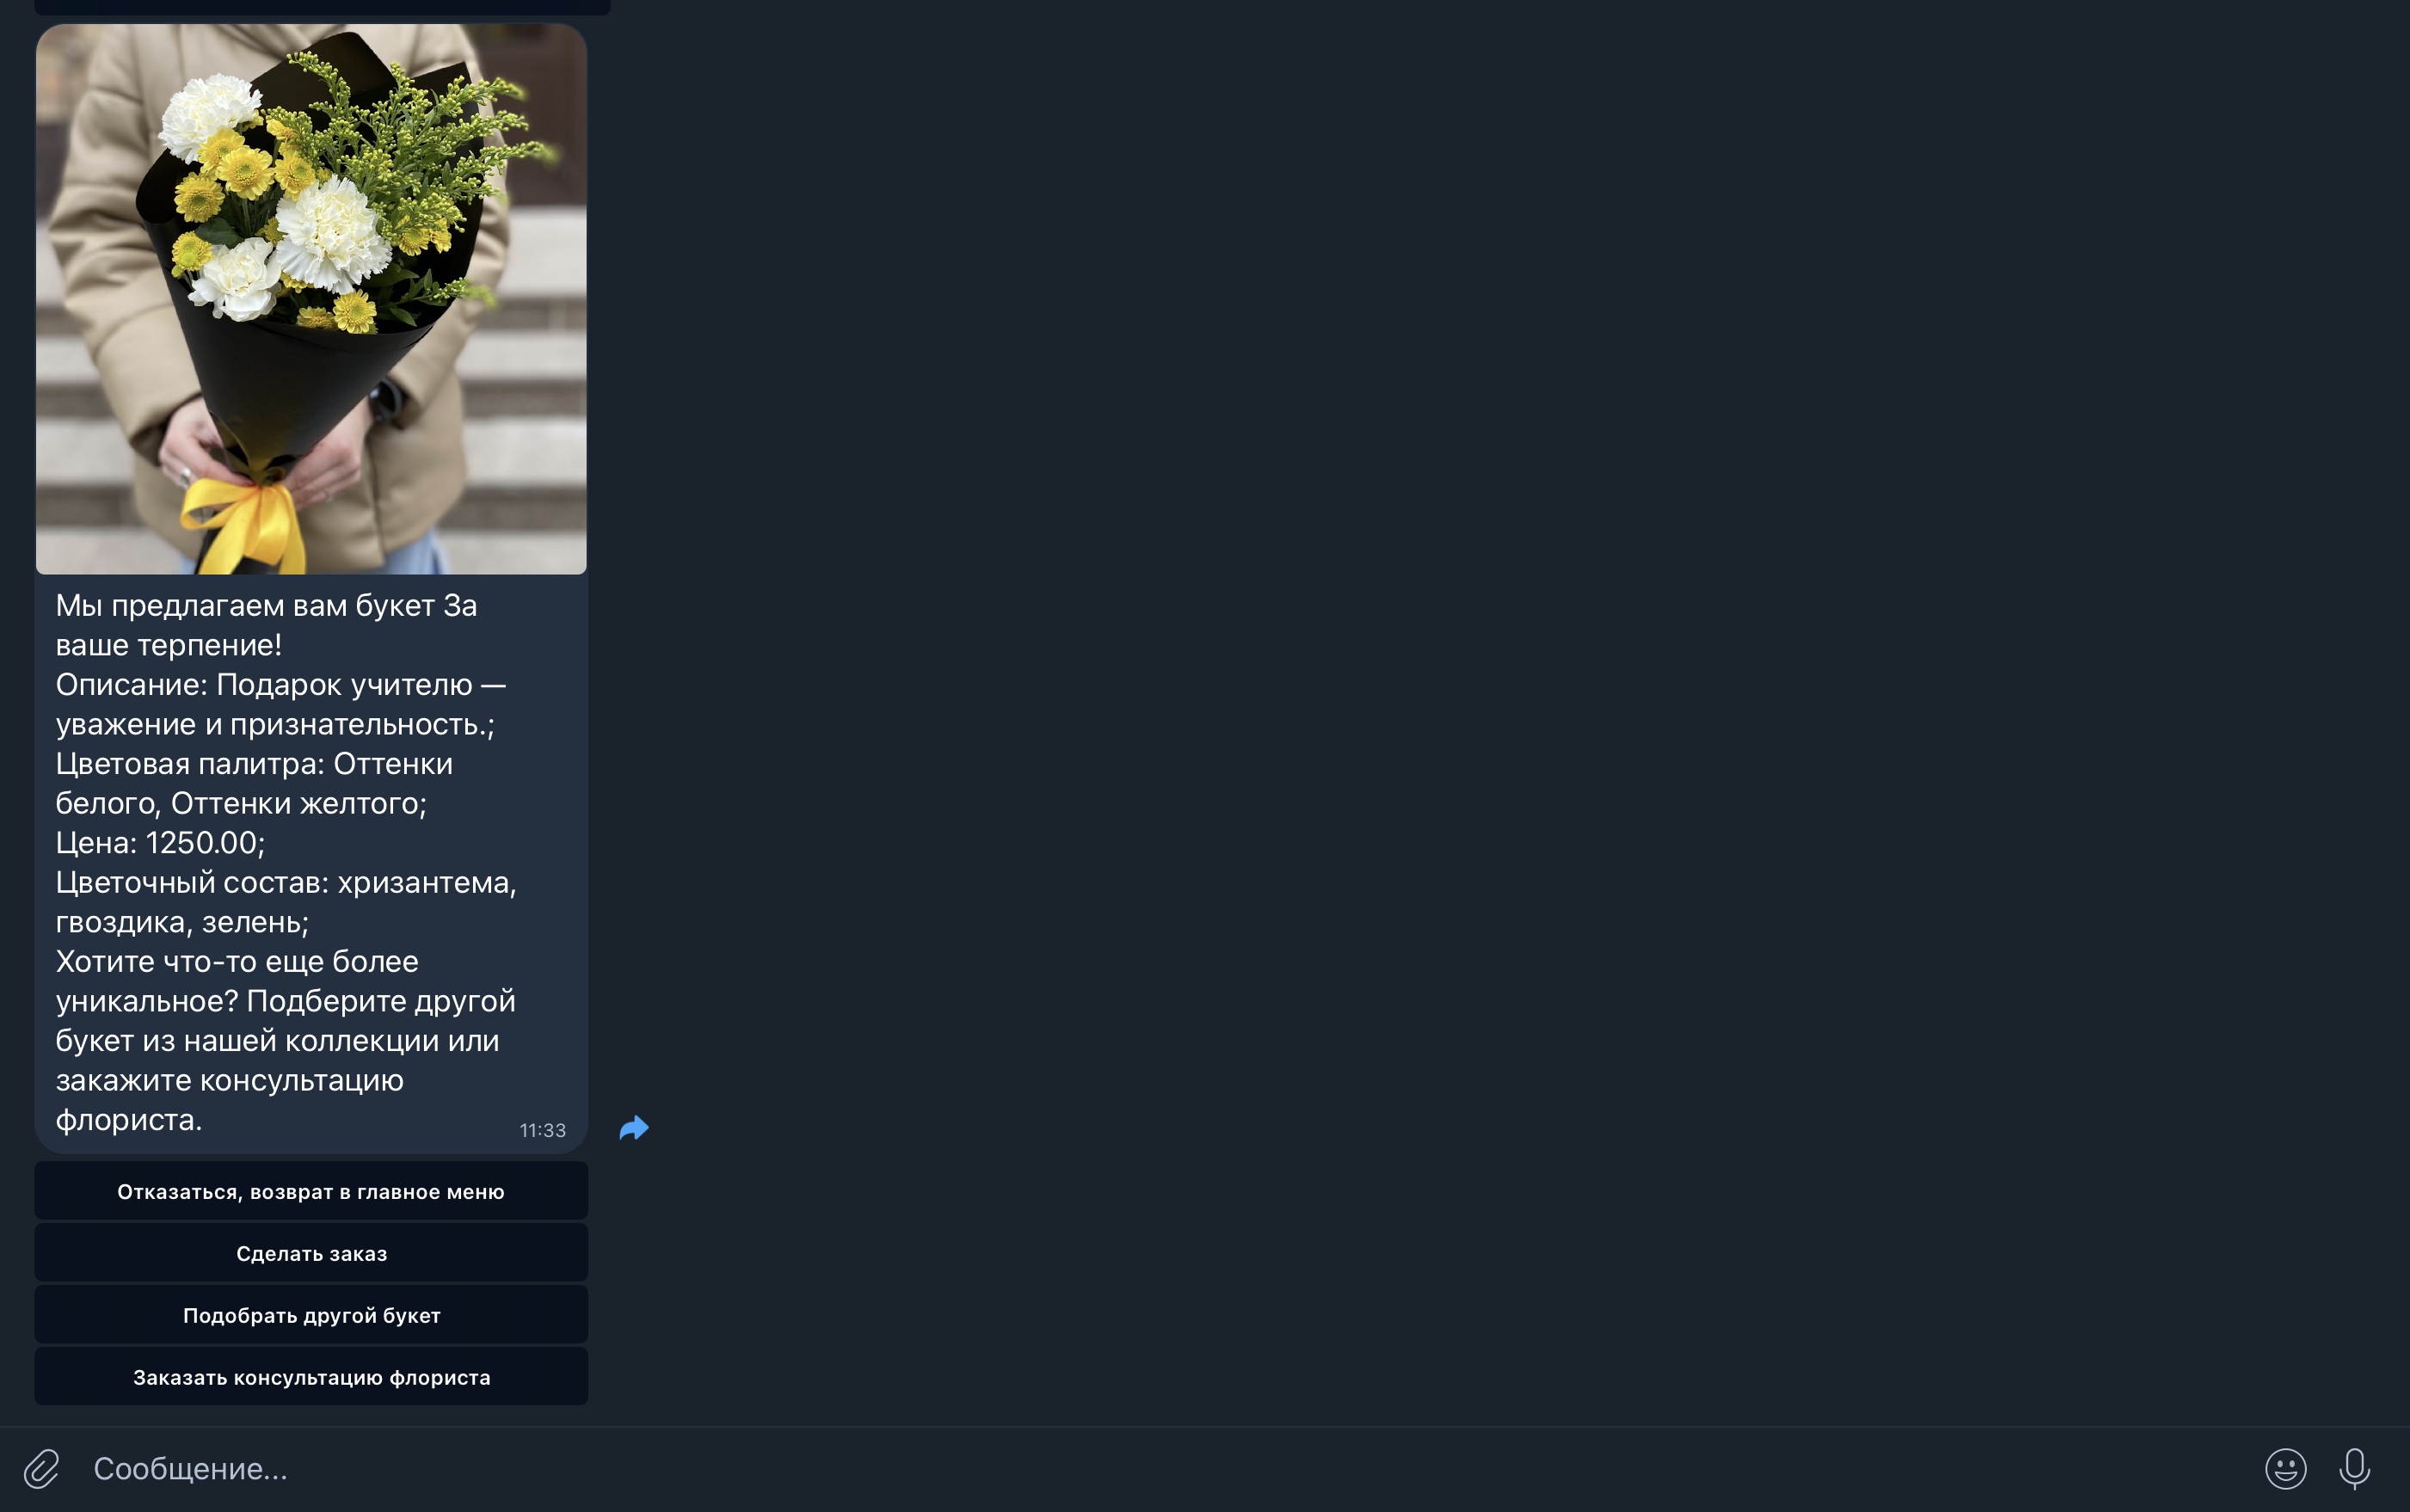 Мы предлагаем вам букет За
ваше терпение!
Описание: Подарок учителю —
уважение и признательность.;
Цветовая палитра: Оттенки
белого, Оттенки желтого;
Цена: 1250.00;
Цветочный состав: хризантема,
гвоздика, зелень;
Хотите что-то еще более
уникальное? Подберите другой
букет из нашей коллекции или
закажите консультацию
флориста.
11:33
Отказаться, возврат в главное меню
Сделать заказ
Подобрать другой букет
Заказать консультацию флориста
Сообщение...